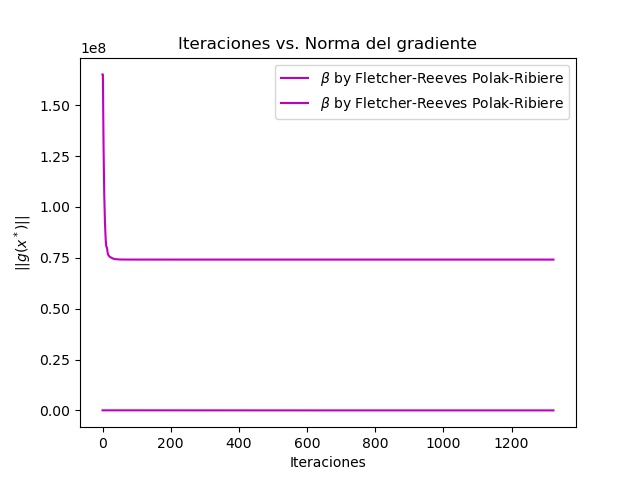 Iteraciones vs. Norma del gradiente
1e8
β by Fletcher-Reeves Polak-Ribiere
β by Fletcher-Reeves Polak-Ribiere
1.50
1.25
1.00
0.75
0.50
0.25
0.00
||g(x*)||
0 200 400 600 800 1000 1200
Iteraciones